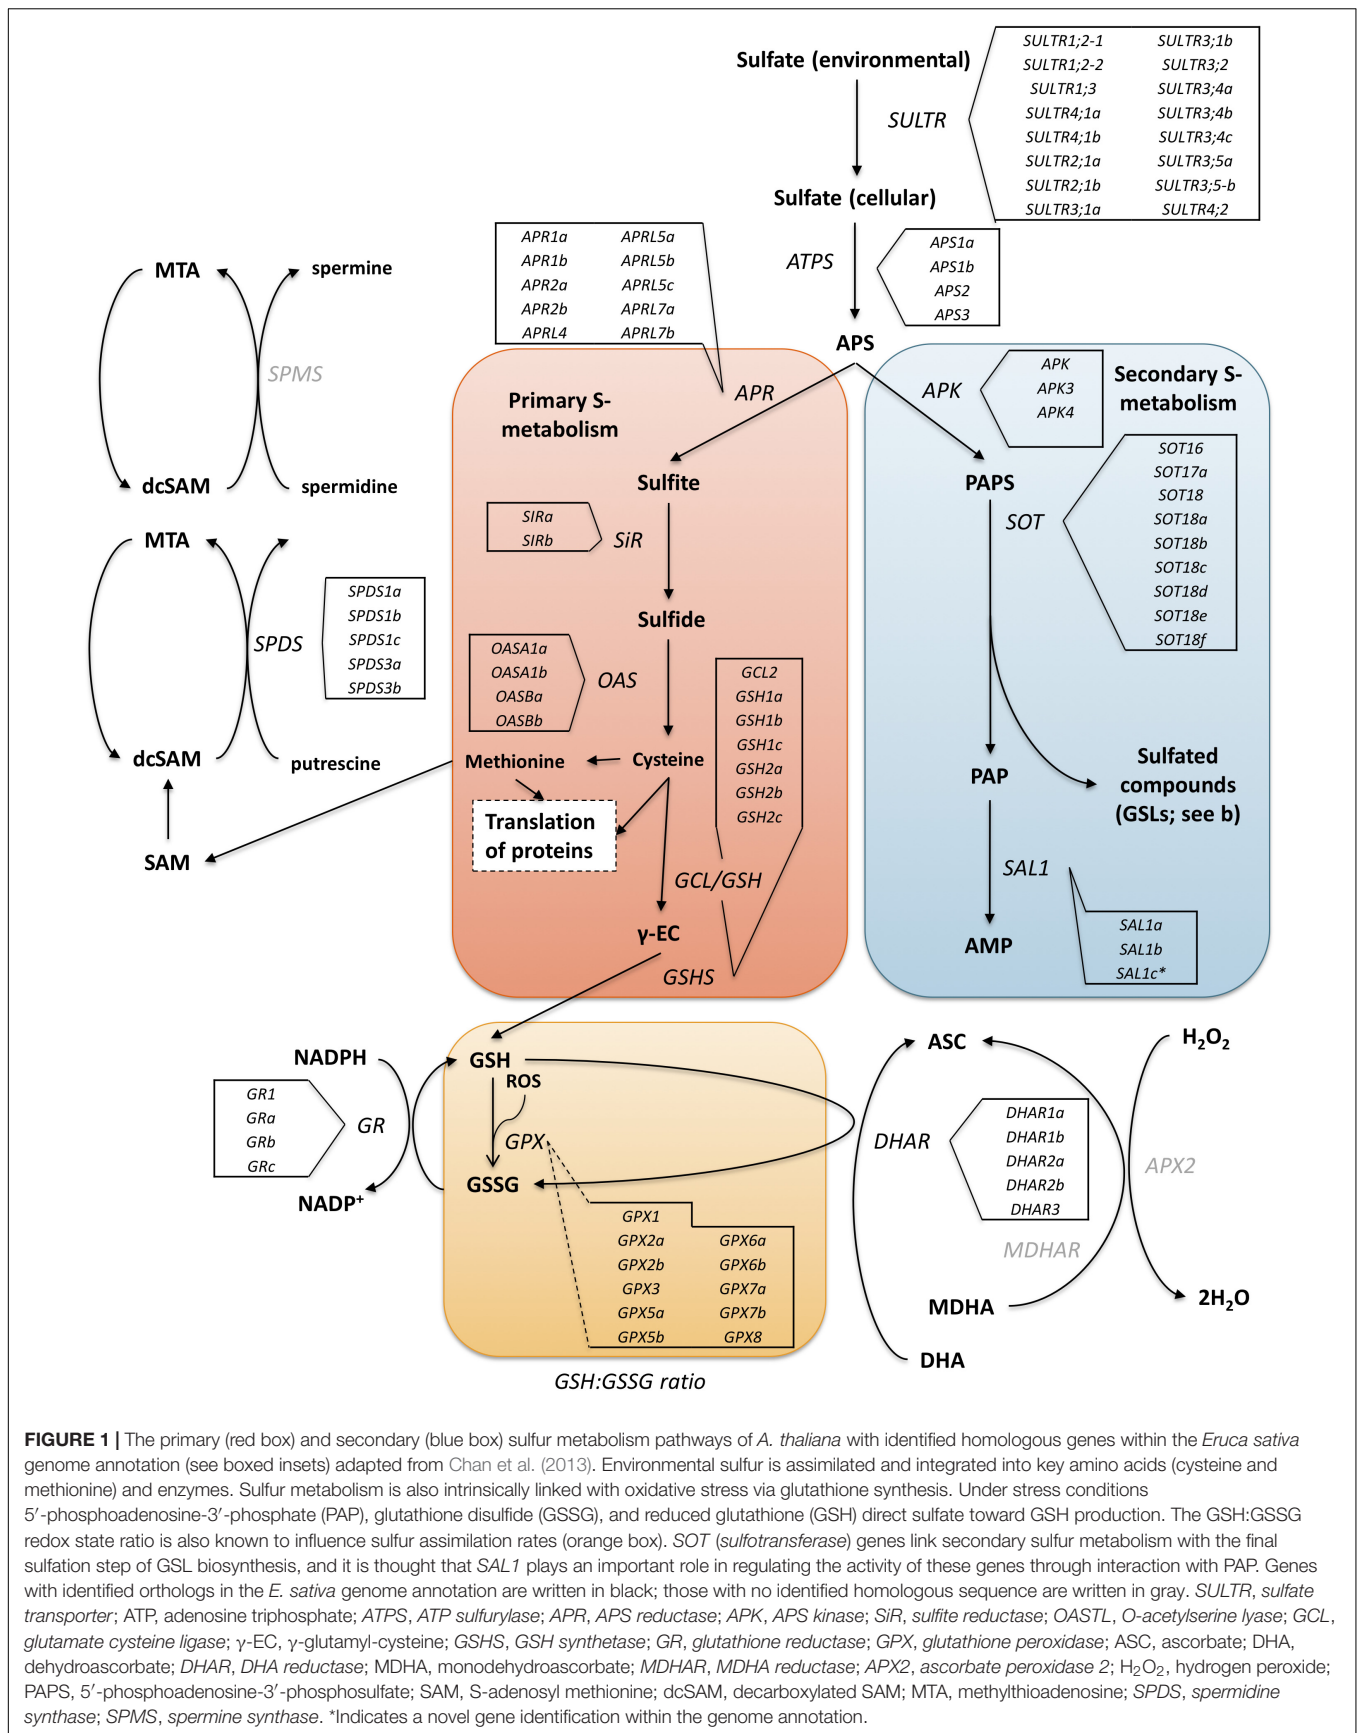 Sulfate (environmental)
SULTR
SULTR1;2-1 SULTR3;1b
SULTR1;2-2 SULTR3;2
SULTR1;3 SULTR3;4a
SULTR4;1a SULTR3;4b
SULTR4;1b SULTR3;4c
SULTR2;1a SULTR3;5a
SULTR2;1b SULTR3;5-b
SULTR3;1a SULTR4;2
Sulfate (cellular)
ATPS
APS1a
APS1b
APS2
APS3
APS
APR1a APRL5a
APR1b APRL5b
APR2a APRL5c
APR2b APRL7a
APRL4 APRL7b
APR
MTA
spermine
SPMS
dcSAM
spermidine
MTA
SPDS
SPDS1a
SPDS1b
SPDS1c
SPDS3a
SPDS3b
dcSAM
putrescine
SAM
Primary S-
metabolism
Sulfite
SIRa
SIRb
SiR
Sulfide
OASA1a
OASA1b
OASBa
OASBb
OAS
GCL2
GSH1a
GSH1b
GSH1c
GSH2a
GSH2b
GSH2c
Methionine
Cysteine
Translation
of proteins
GCL/GSH
γ-EC
GSHS
APK
APK
APK3
APK4
Secondary S-
metabolism
PAPS
SOT
SOT16
SOT17a
SOT18
SOT18a
SOT18b
SOT18c
SOT18d
SOT18e
SOT18f
PAP
Sulfated
compounds
(GSLs; see b)
SAL1
SAL1a
SAL1b
SAL1c*
AMP
NADPH
GR1
GRa
GRb
GRc
GR
NADP+
GSH
ROS
GPX
GSSG
GPX1
GPX2a GPX6a
GPX2b GPX6b
GPX3 GPX7a
GPX5a GPX7b
GPX5b GPX8
GSH:GSSG ratio
ASC
H₂O₂
DHAR
DHAR1a
DHAR1b
DHAR2a
DHAR2b
DHAR3
APX2
MDHAR
MDHA
2H₂O
DHA
FIGURE 1 | The primary (red box) and secondary (blue box) sulfur metabolism pathways of A. thaliana with identified homologous genes within the Eruca sativa
genome annotation (see boxed insets) adapted from Chan et al. (2013). Environmental sulfur is assimilated and integrated into key amino acids (cysteine and
methionine) and enzymes. Sulfur metabolism is also intrinsically linked with oxidative stress via glutathione synthesis. Under stress conditions
5′-phosphoadenosine-3′-phosphate (PAP), glutathione disulfide (GSSG), and reduced glutathione (GSH) direct sulfate toward GSH production. The GSH:GSSG
redox state ratio is also known to influence sulfur assimilation rates (orange box). SOT (sulfotransferase) genes link secondary sulfur metabolism with the final
sulfation step of GSL biosynthesis, and it is thought that SAL1 plays an important role in regulating the activity of these genes through interaction with PAP. Genes
with identified orthologs in the E. sativa genome annotation are written in black; those with no identified homologous sequence are written in gray. SULTR, sulfate
transporter; ATP, adenosine triphosphate; ATPS, ATP sulfurylase; APR, APS reductase; APK, APS kinase; SiR, sulfite reductase; OASTL, O-acetylserine lyase; GCL,
glutamate cysteine ligase; γ-EC, γ-glutamyl-cysteine; GSHS, GSH synthetase; GR, glutathione reductase; GPX, glutathione peroxidase; ASC, ascorbate; DHA,
dehydroascorbate; DHAR, DHA reductase; MDHA, monodehydroascorbate; MDHAR, MDHA reductase; APX2, ascorbate peroxidase 2; H₂O₂, hydrogen peroxide;
PAPS, 5′-phosphoadenosine-3′-phosphosulfate; SAM, S-adenosyl methionine; dcSAM, decarboxylated SAM; MTA, methylthioadenosine; SPDS, spermidine
synthase; SPMS, spermine synthase. *Indicates a novel gene identification within the genome annotation.